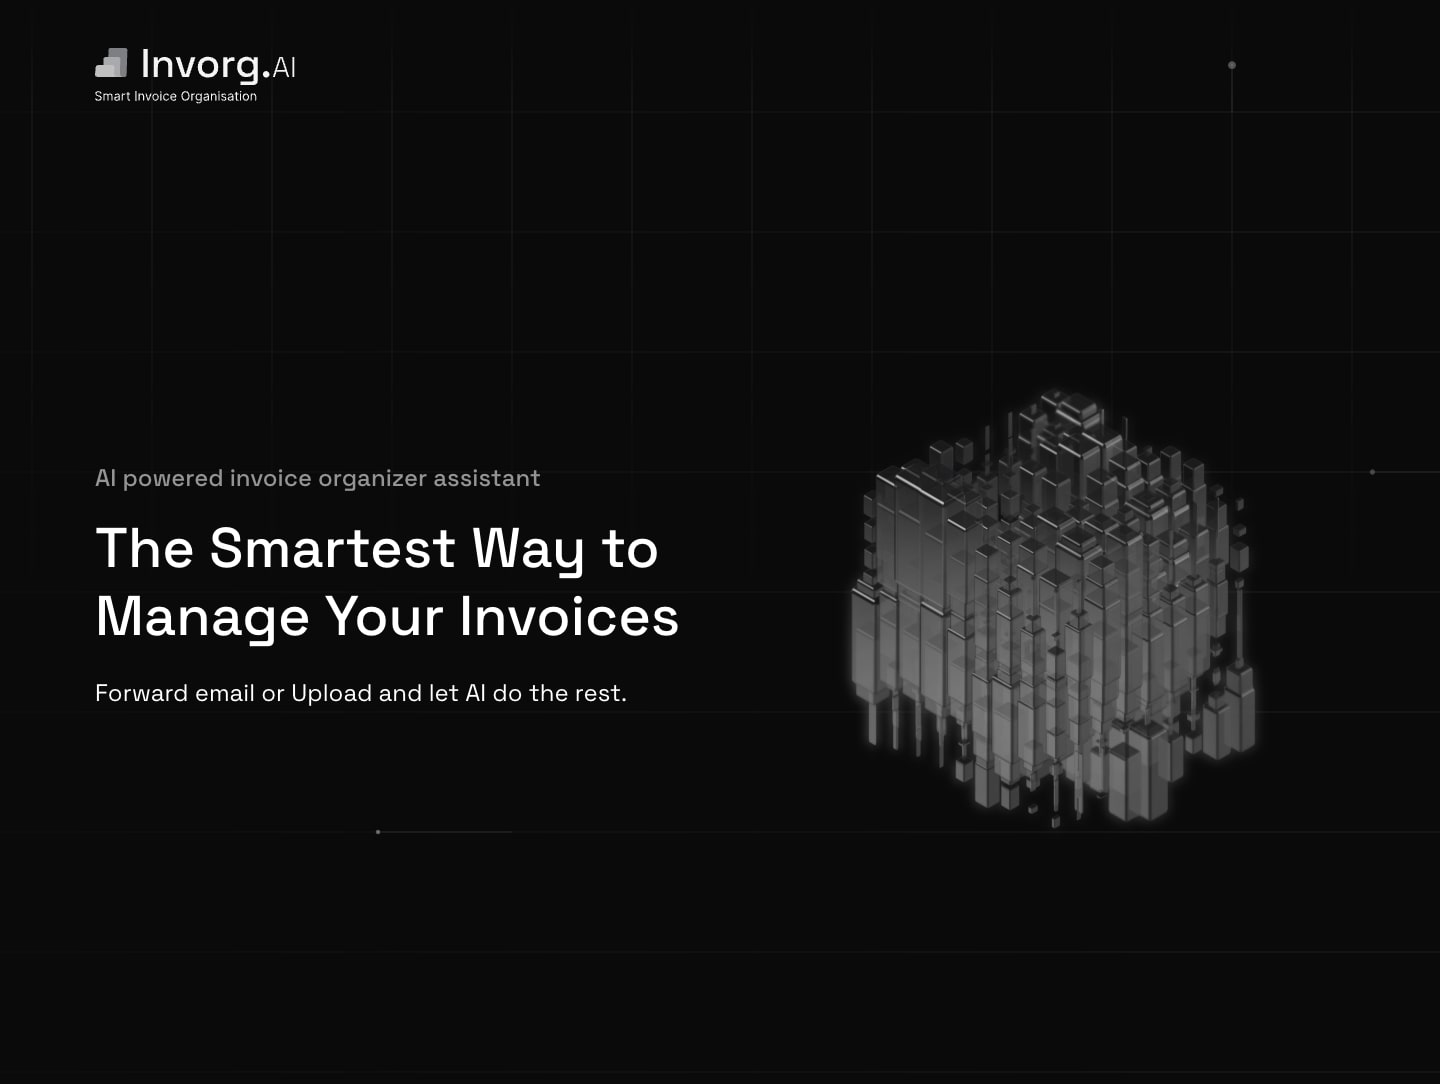 Invorg.AI
Smart Invoice Organisation
AI powered invoice organizer assistant
The Smartest Way to
Manage Your Invoices
Forward email or Upload and let AI do the rest.